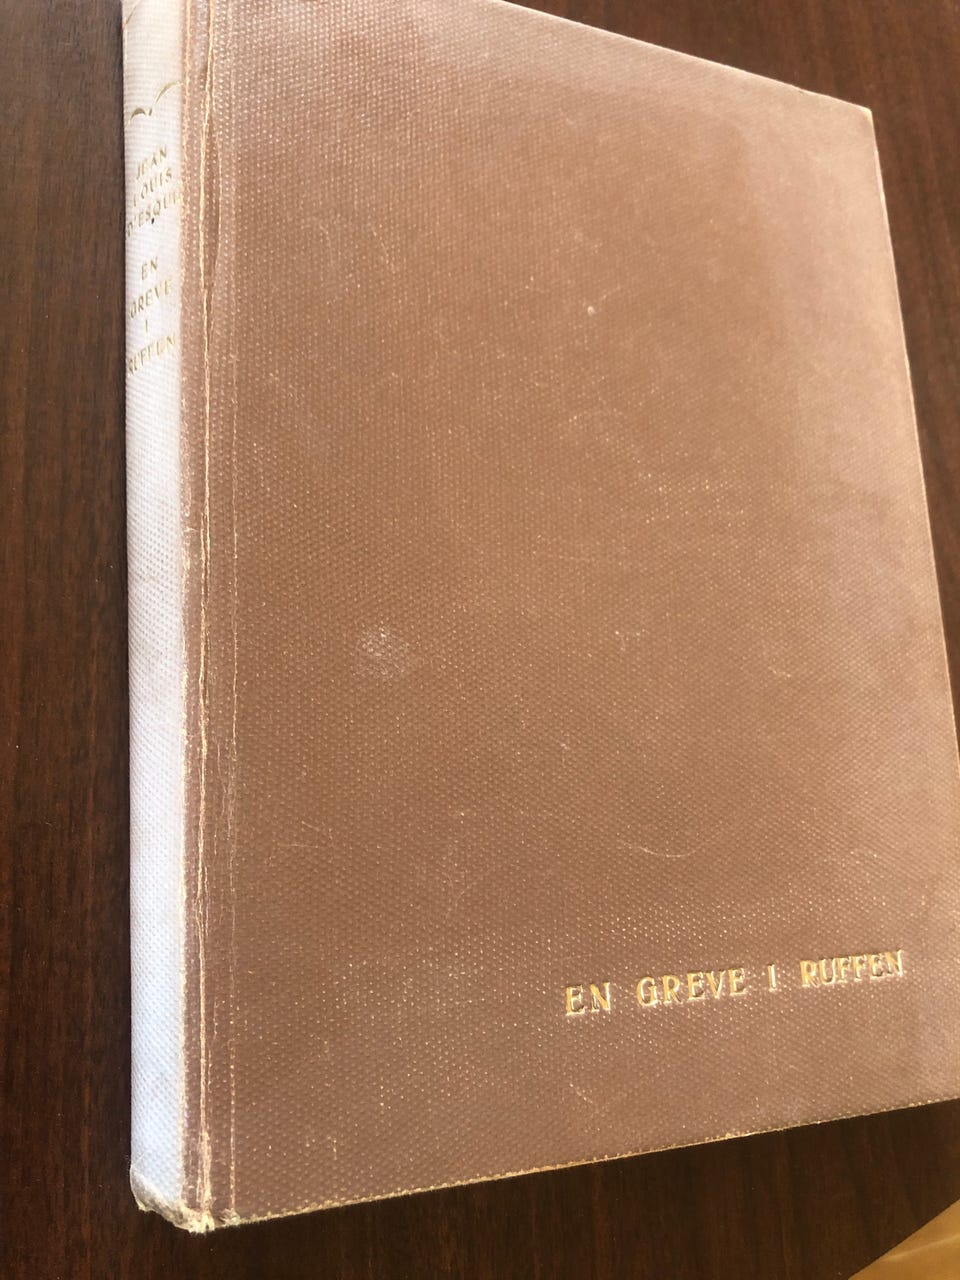 JEAN
LOUIS
D'ESQUE
EN
GREVE
I
RUFFEN
EN GREVE I RUFFEN